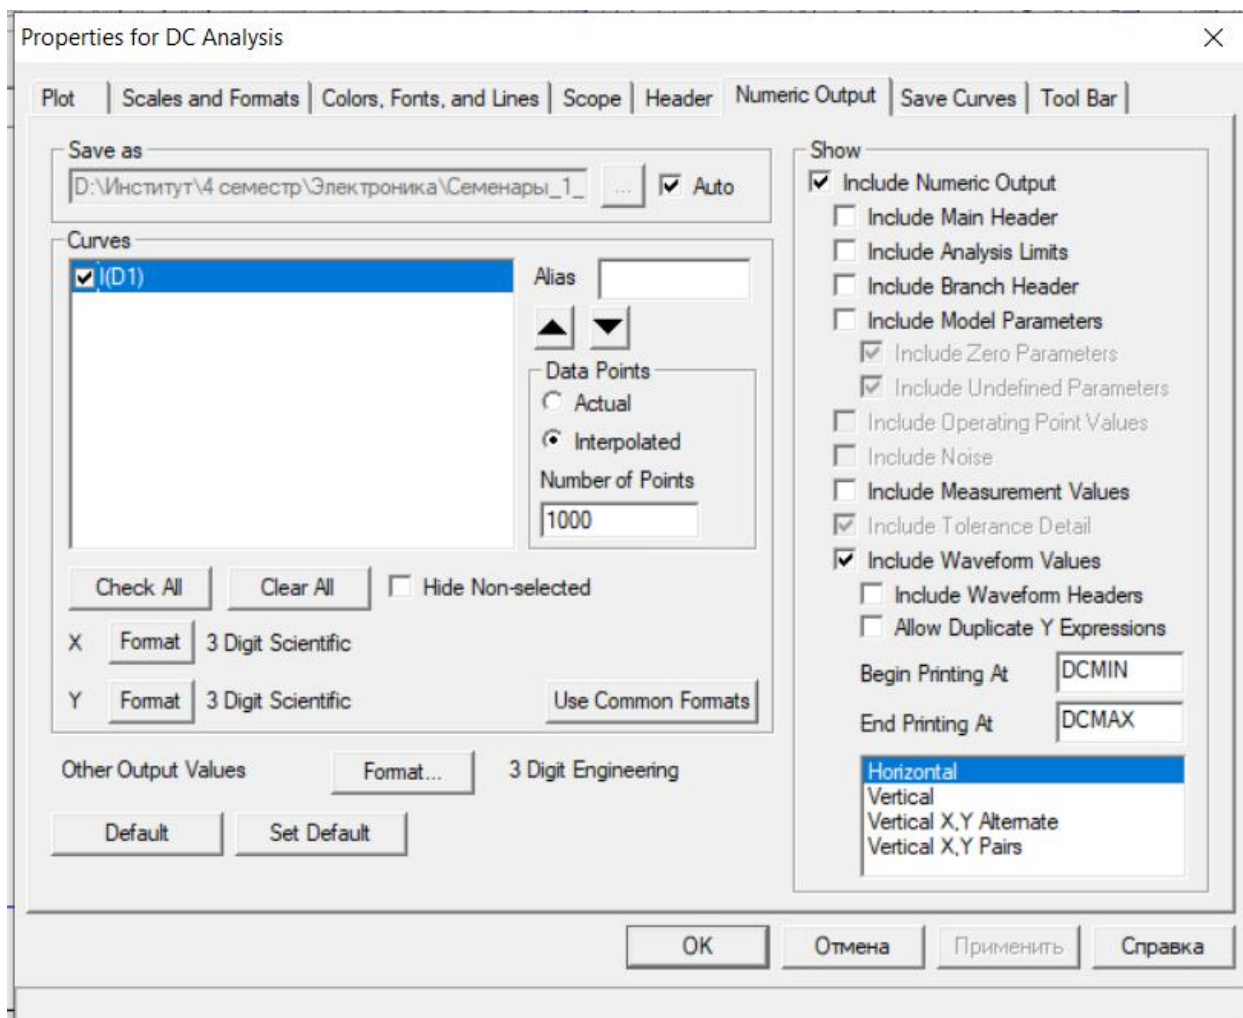 Properties for DC Analysis
Plot Scales and Formats Colors, Fonts, and Lines Scope Header Numeric Output Save Curves Tool Bar
Save as
D:\Институт\4 семестр\Электроника\Семенары_1_ ... Auto
Curves
I(D1)
Alias
Data Points
Actual
Interpolated
Number of Points
1000
Check All Clear All Hide Non-selected
X Format 3 Digit Scientific
Y Format 3 Digit Scientific Use Common Formats
Other Output Values Format... 3 Digit Engineering
Default Set Default
Show
Include Numeric Output
Include Main Header
Include Analysis Limits
Include Branch Header
Include Model Parameters
Include Zero Parameters
Include Undefined Parameters
Include Operating Point Values
Include Noise
Include Measurement Values
Include Tolerance Detail
Include Waveform Values
Include Waveform Headers
Allow Duplicate Y Expressions
Begin Printing At DCMIN
End Printing At DCMAX
Horizontal
Vertical
Vertical X,Y Alternate
Vertical X,Y Pairs
OK Отмена Применить Справка